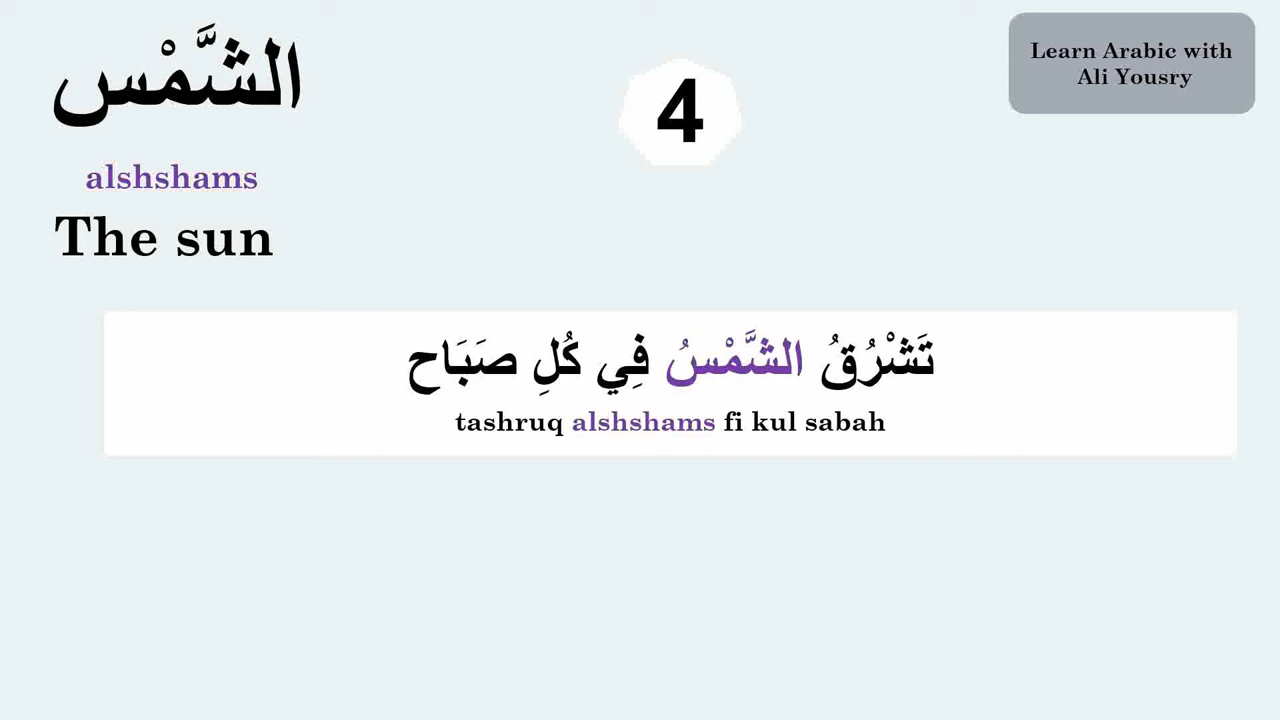 الشَّمْس
alshshams
The sun
4
Learn Arabic with
Ali Yousry
تَشْرُقُ الشَّمْسُ فِي كُلِ صَبَاح
tashruq alshshams fi kul sabah